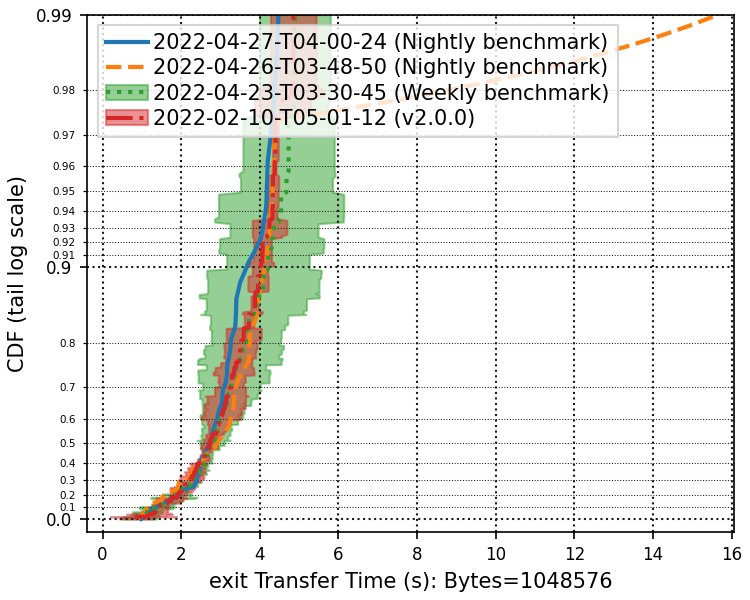 0.99
2022-04-27-T04-00-24 (Nightly benchmark)
2022-04-26-T03-48-50 (Nightly benchmark)
2022-04-23-T03-30-45 (Weekly benchmark)
2022-02-10-T05-01-12 (v2.0.0)
0.98
0.97
0.96
0.95
0.94
0.93
0.92
0.91
0.9
0.8
0.7
0.6
0.5
0.4
0.3
0.2
0.1
0.0
CDF (tail log scale)
0 2 4 6 8 10 12 14 16
exit Transfer Time (s): Bytes=1048576